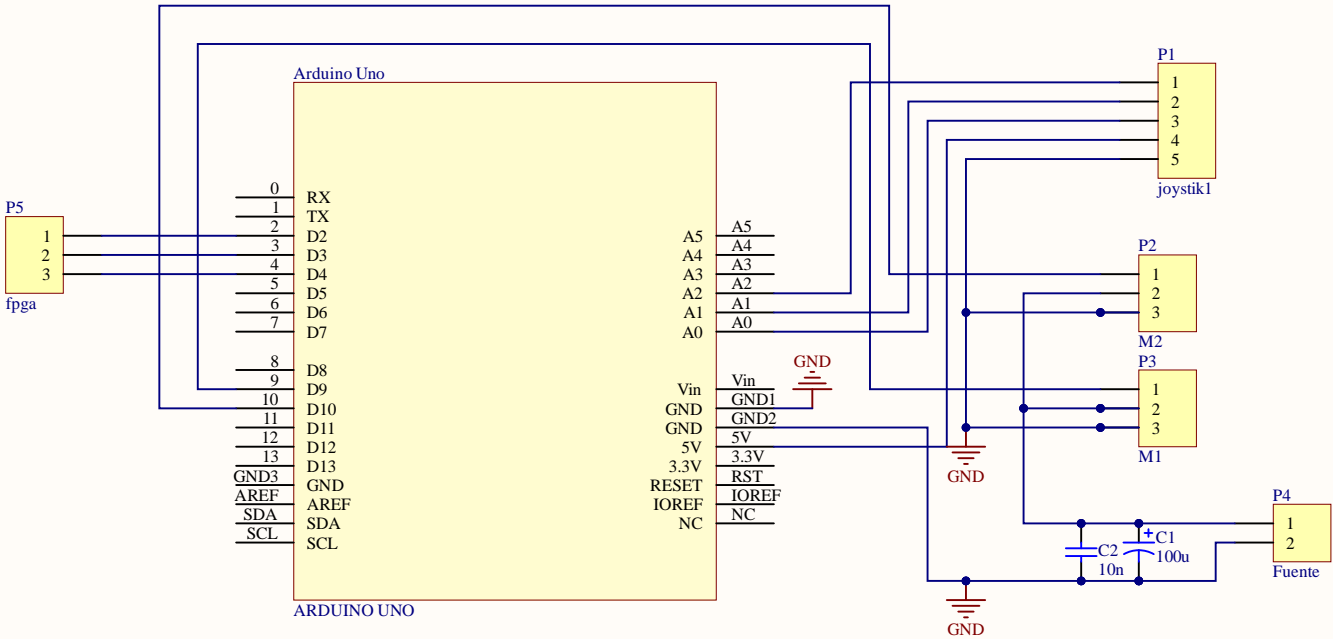 Arduino Uno
0 RX
1 TX
2 D2
3 D3
4 D4
5 D5
6 D6
7 D7
8 D8
9 D9
10 D10
11 D11
12 D12
13 D13
GND3 GND
AREF AREF
SDA SDA
SCL SCL
A5 A5
A4 A4
A3 A3
A2 A2
A1 A1
A0 A0
Vin Vin
GND GND1
GND GND2
5V 5V
3.3V 3.3V
RESET RST
IOREF IOREF
NC NC
ARDUINO UNO
P5
1
2
3
fpga
GND
P1
1
2
3
4
5
joystik1
P2
1
2
3
M2
P3
1
2
3
M1
GND
P4
1
2
Fuente
C2
10n
+
C1
100u
GND